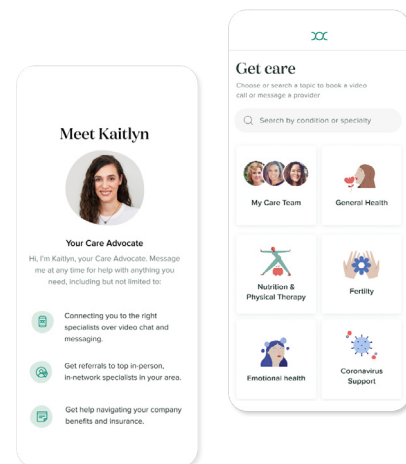 Meet Kaitlyn
Your Care Advocate
Hi, I'm Kaitlyn, your Care Advocate. Message
me at any time for help with anything you
need, including but not limited to:
Connecting you to the right
specialists over video chat and
messaging.
Get referrals to top in-person,
in-network specialists in your area.
Get help navigating your company
benefits and insurance.
Get care
Choose or search a topic to book a video
call or message a provider
Search by condition or specialty
My Care Team
General Health
Nutrition &
Physical Therapy
Fertility
Emotional health
Coronavirus
Support